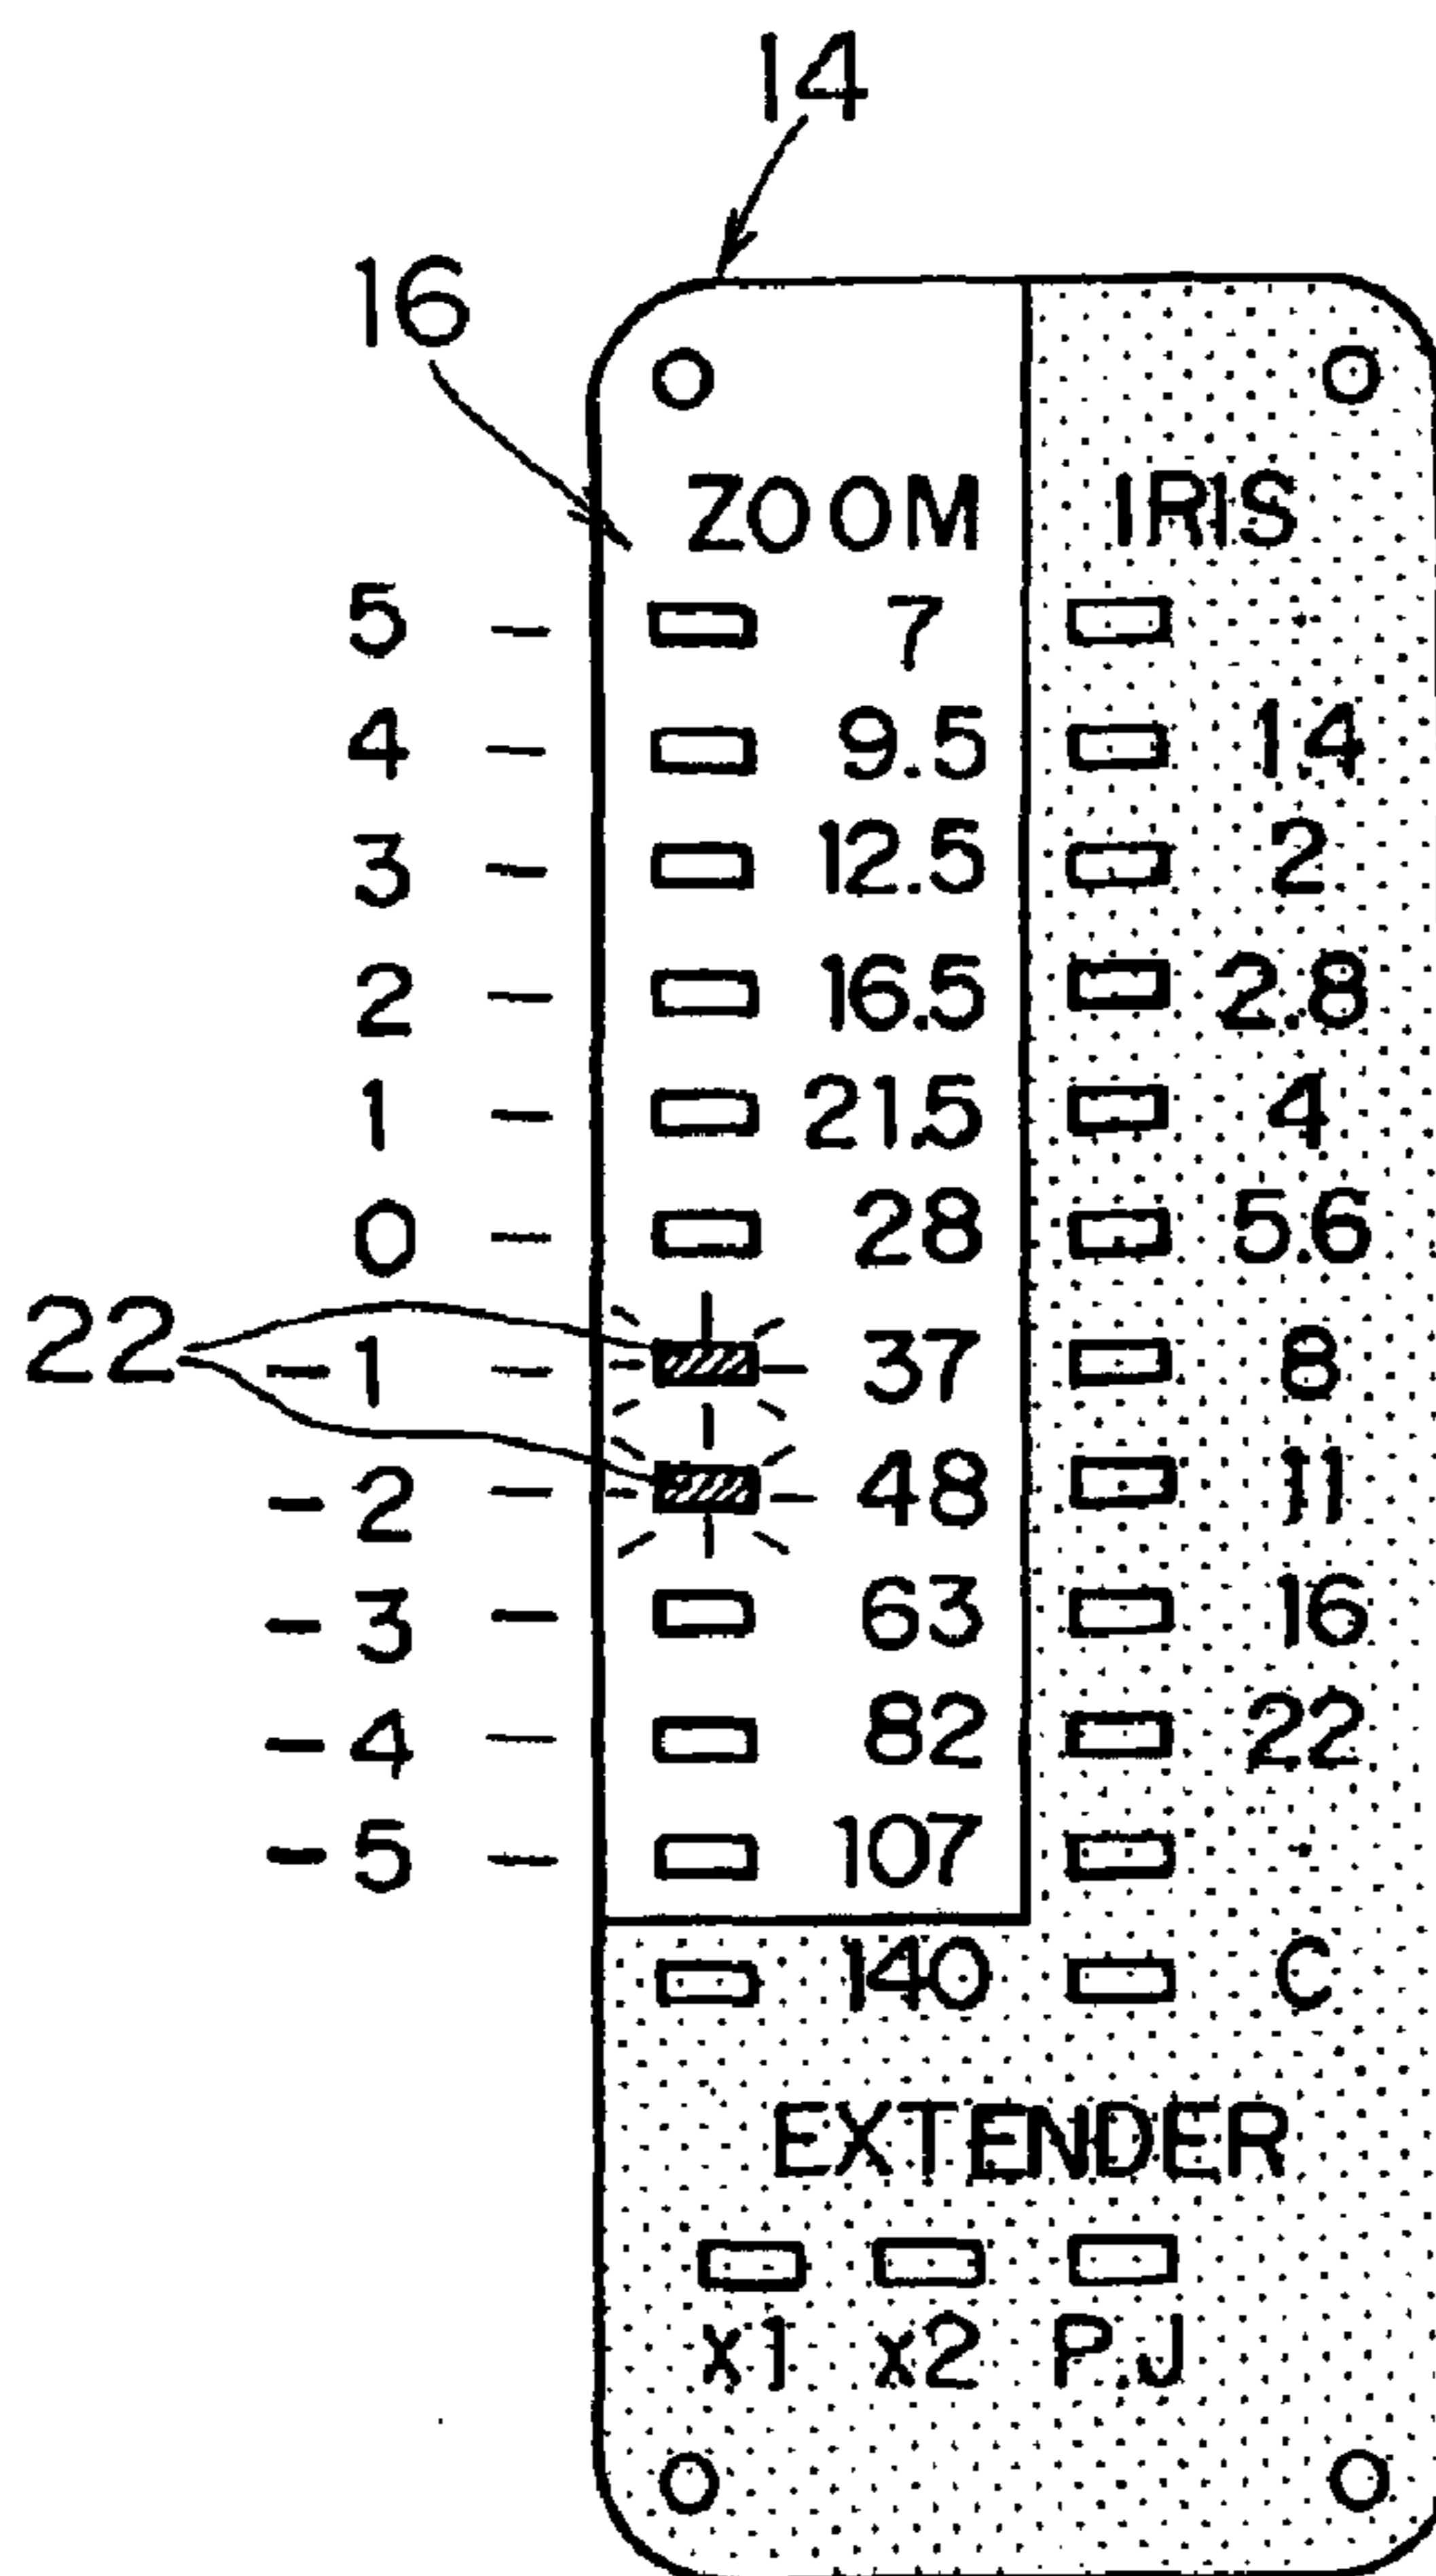 14
16
ZOOM IRIS
5 - 7
4 - 9.5 1.4
3 - 12.5 2
2 - 16.5 2.8
1 - 21.5 4
0 - 28 5.6
22
-1 - 37 8
-2 - 48 11
-3 - 63 16
-4 - 82 22
-5 - 107
140 C
EXTENDER
x1 x2 P.J